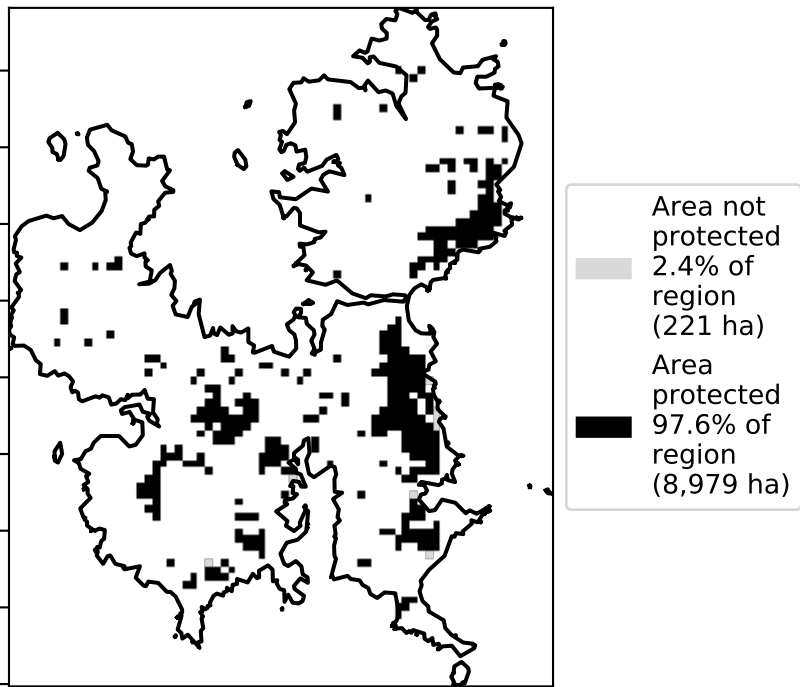 Area not
protected
2.4% of
region
(221 ha)
Area
protected
97.6% of
region
(8,979 ha)